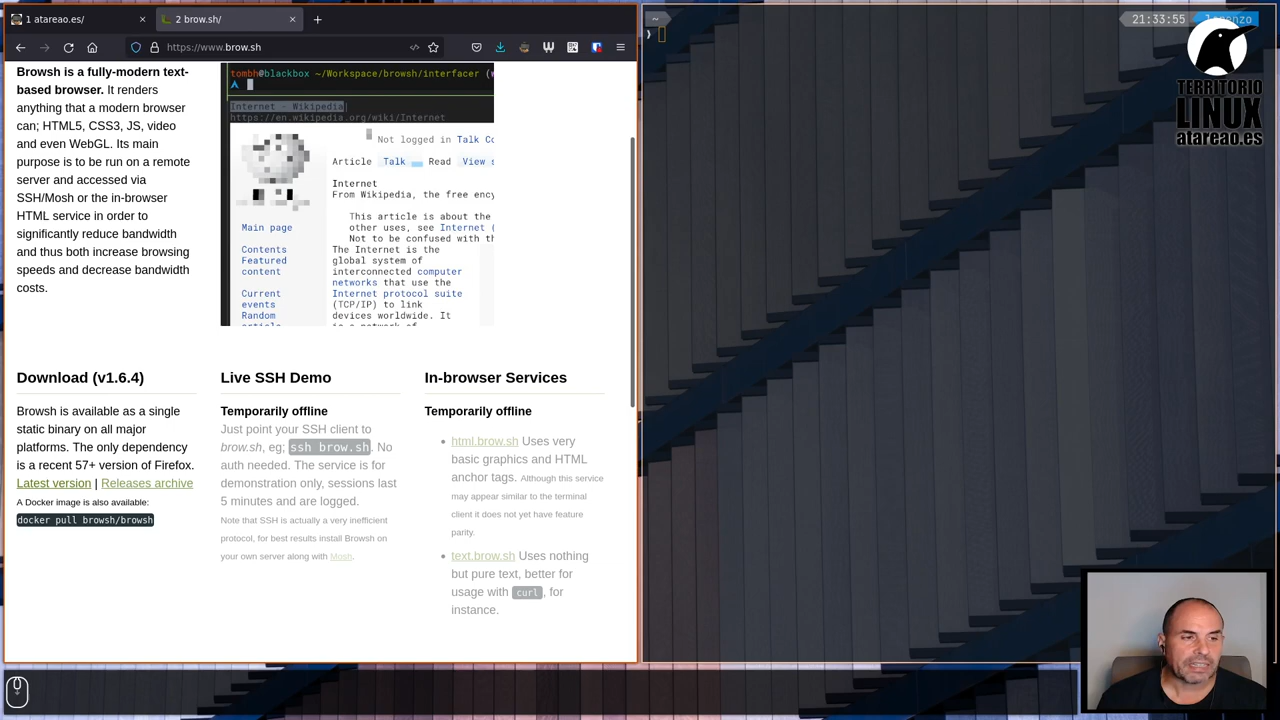 1 atareao.es/
2 brow.sh/
https://www.brow.sh
Browsh is a fully-modern text-
based browser. It renders
anything that a modern browser
can; HTML5, CSS3, JS, video
and even WebGL. Its main
purpose is to be run on a remote
server and accessed via
SSH/Mosh or the in-browser
HTML service in order to
significantly reduce bandwidth
and thus both increase browsing
speeds and decrease bandwidth
costs.
tombh@blackbox ~/Workspace/browsh/interfacer (
Internet - Wikipedia
https://en.wikipedia.org/wiki/Internet
Not logged in Talk
Article Talk Read View
Internet
From Wikipedia, the free
This article is about the
other uses, see Internet (
Not to be confused with
Main page
Contents
Featured
content
Current
events
Random
The Internet is the
global system of
interconnected computer
networks that use the
Internet protocol suite
(TCP/IP) to link
devices worldwide. It
Download (v1.6.4)
Browsh is available as a single
static binary on all major
platforms. The only dependency
is a recent 57+ version of Firefox.
Latest version | Releases archive
A Docker image is also available:
docker pull browsh/browsh
Live SSH Demo
Temporarily offline
Just point your SSH client to
brow.sh, eg; ssh brow.sh. No
auth needed. The service is for
demonstration only, sessions last
5 minutes and are logged.
Note that SSH is actually a very inefficient
protocol, for best results install Browsh on
your own server along with Mosh.
In-browser Services
Temporarily offline
html.brow.sh Uses very
basic graphics and HTML
anchor tags. Although this service
may appear similar to the terminal
client it does not yet have feature
parity.
text.brow.sh Uses nothing
but pure text, better for
usage with curl, for
instance.
~
21:33:55
❯
TERRITORIO
LINUX
atareao.es